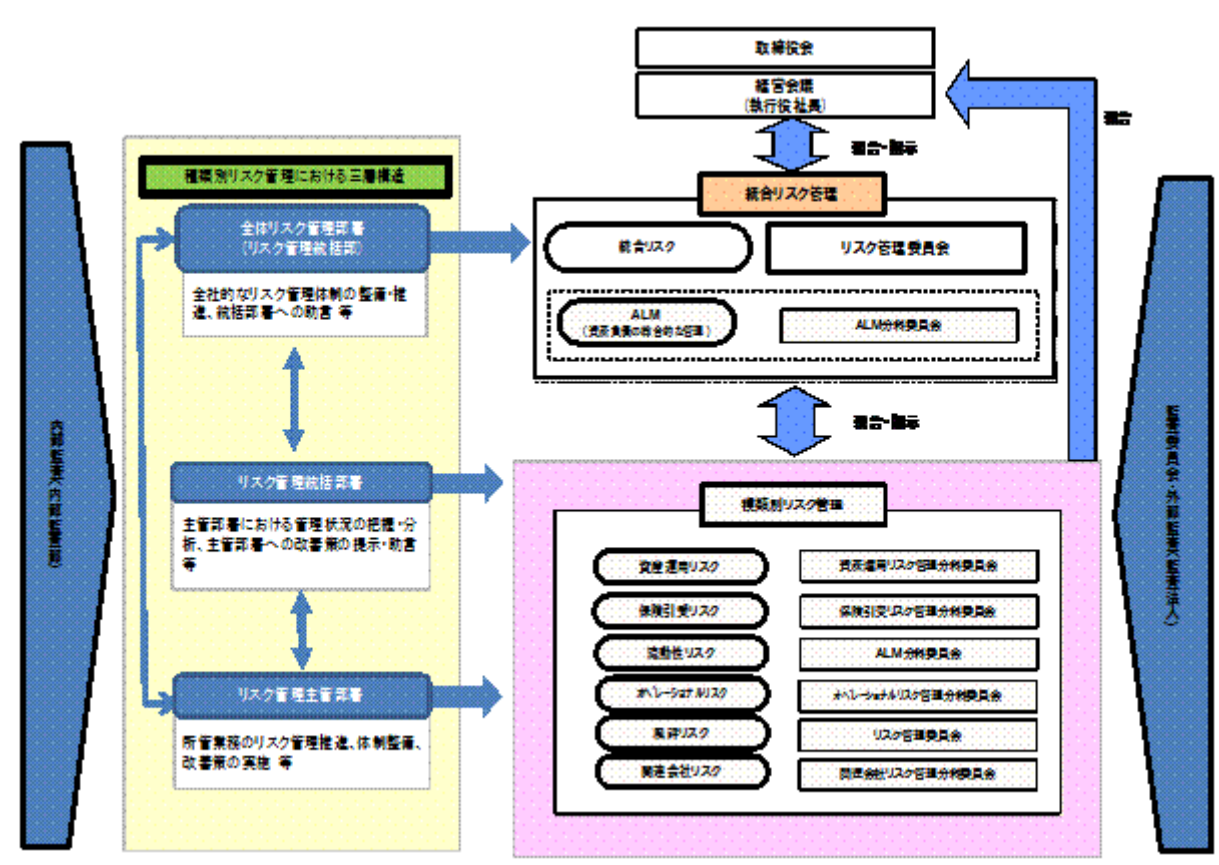 取締役会
経営会議
(執行役社長)
報告
報告・指示
種類別リスク管理における三層構造
統合リスク管理
全体リスク管理部署
(リスク管理統括部)
統合リスク
リスク管理委員会
全社的なリスク管理体制の整備・推
進、統括部署への助言 等
ALM
(資産負債の総合的な管理)
ALM分科委員会
報告・指示
内部監査(内部監査部)
監査委員会・外部監査(監査法人)
リスク管理統括部署
主管部署における管理状況の把握・分
析、主管部署への改善策の提示・助言
等
種類別リスク管理
資産運用リスク
資産運用リスク管理分科委員会
保険引受リスク
保険引受リスク管理分科委員会
流動性リスク
ALM分科委員会
リスク管理主管部署
オペレーショナルリスク
オペレーショナルリスク管理分科委員会
所管業務のリスク管理推進、体制整備、
改善策の実施 等
風評リスク
リスク管理委員会
関連会社リスク
関連会社リスク管理分科委員会